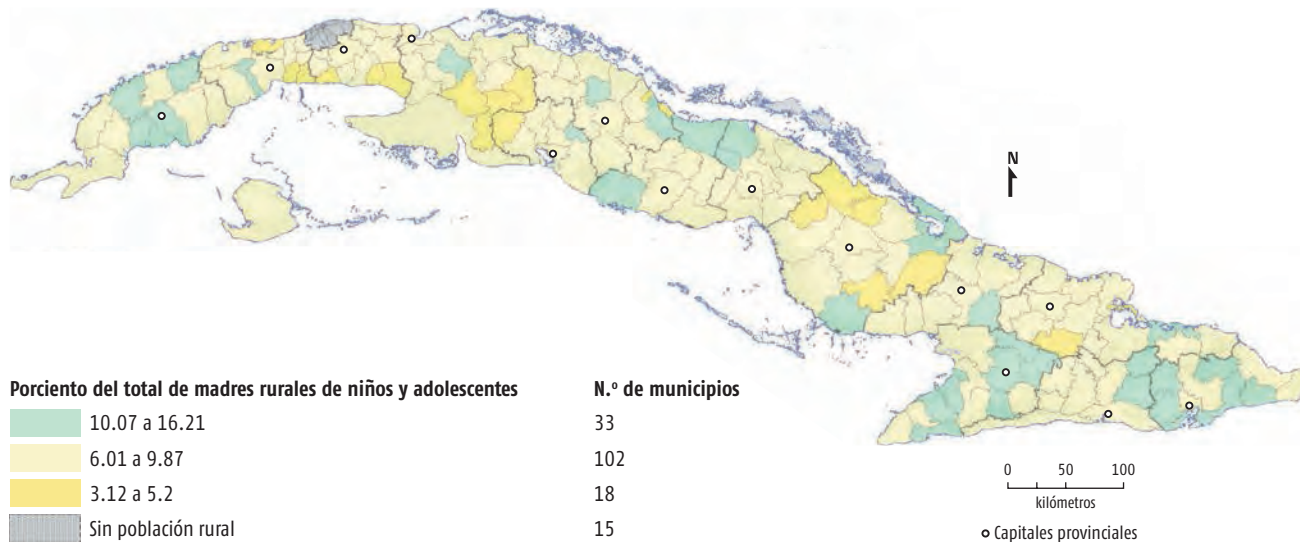 N
Porciento del total de madres rurales de niños y adolescentes N.º de municipios
10.07 a 16.21 33
6.01 a 9.87 102
3.12 a 5.2 18
Sin población rural 15
0 50 100
kilómetros
Capitales provinciales